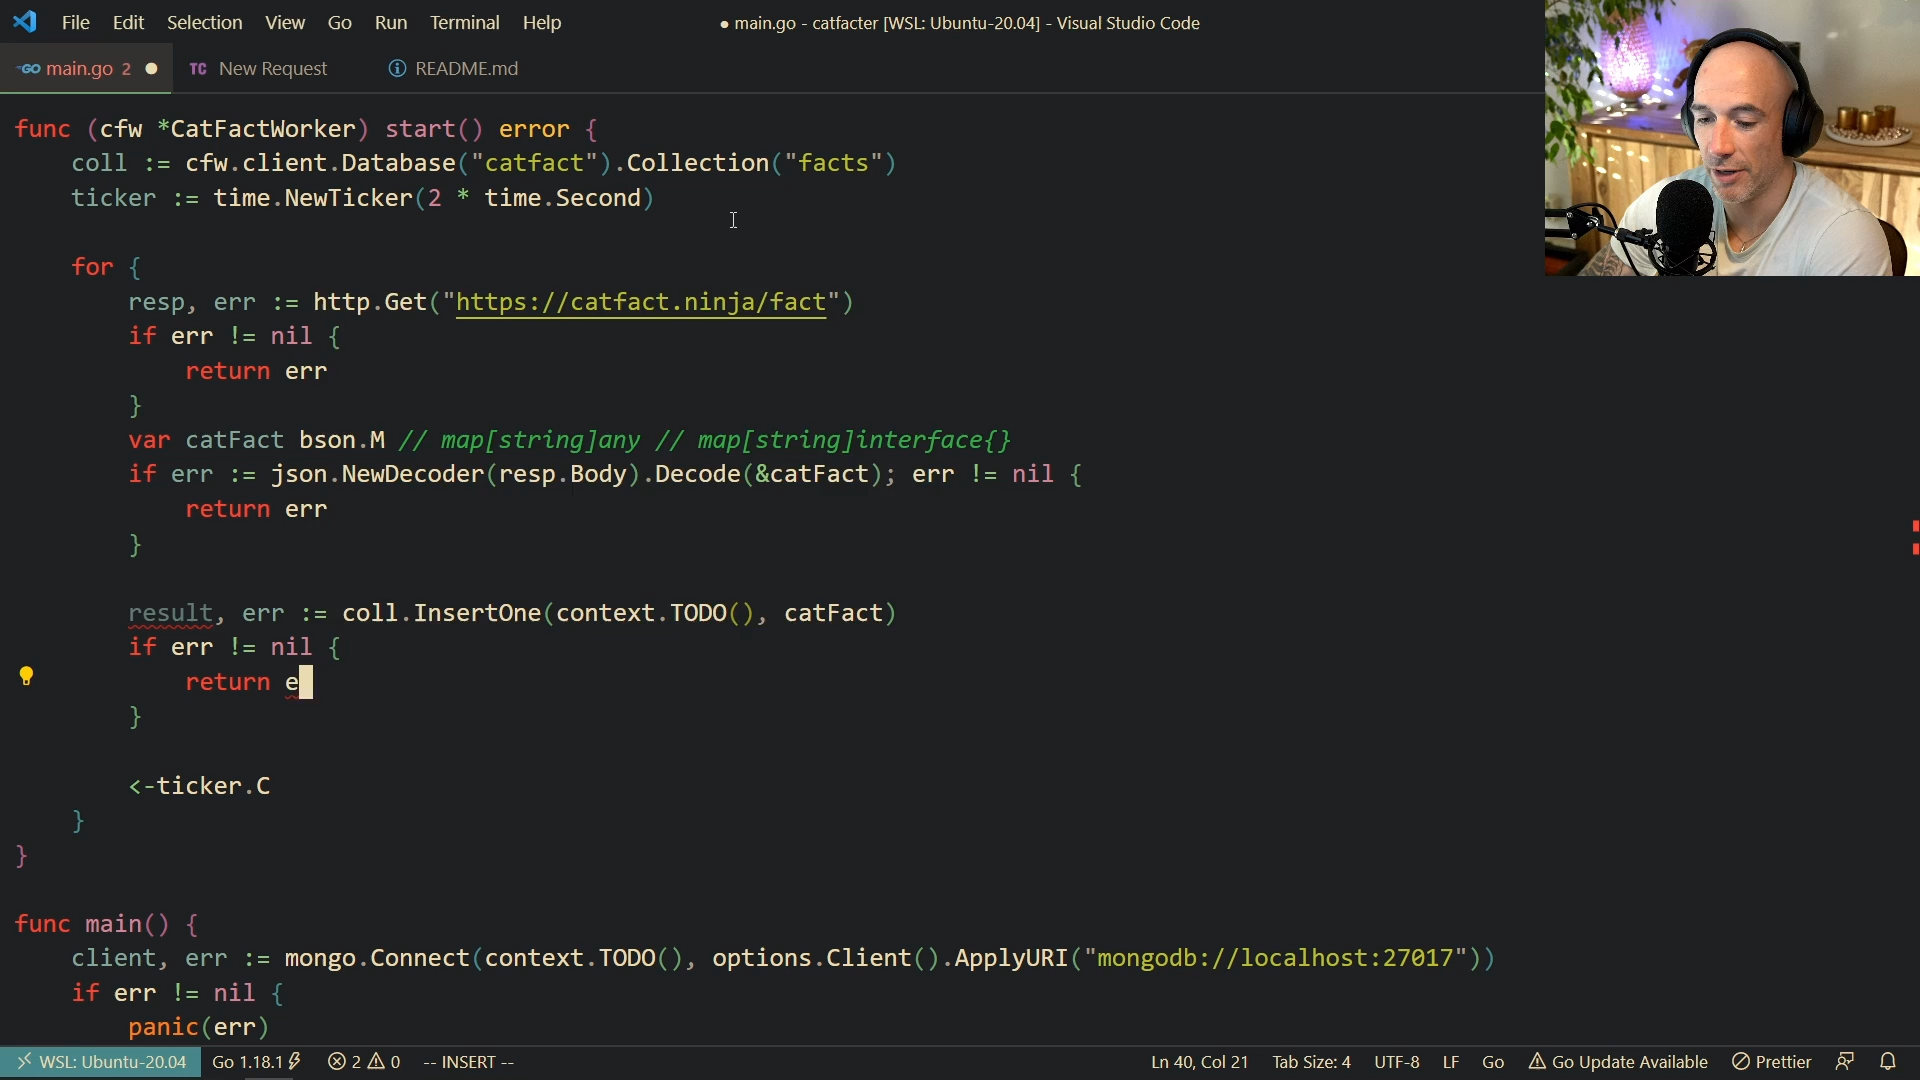 File Edit Selection View Go Run Terminal Help
● main.go - catfacter [WSL: Ubuntu-20.04] - Visual Studio Code
GO main.go 2 ● TC New Request README.md
func (cfw *CatFactWorker) start() error {
coll := cfw.client.Database("catfact").Collection("facts")
ticker := time.NewTicker(2 * time.Second)
for {
resp, err := http.Get("https://catfact.ninja/fact")
if err != nil {
return err
}
var catFact bson.M // map[string]any // map[string]interface{}
if err := json.NewDecoder(resp.Body).Decode(&catFact); err != nil {
return err
}
result, err := coll.InsertOne(context.TODO(), catFact)
if err != nil {
return e
}
<-ticker.C
}
}
func main() {
client, err := mongo.Connect(context.TODO(), options.Client().ApplyURI("mongodb://localhost:27017"))
if err != nil {
panic(err)
WSL: Ubuntu-20.04 Go 1.18.1 2 0 -- INSERT -- Ln 40, Col 21 Tab Size: 4 UTF-8 LF Go Go Update Available Prettier